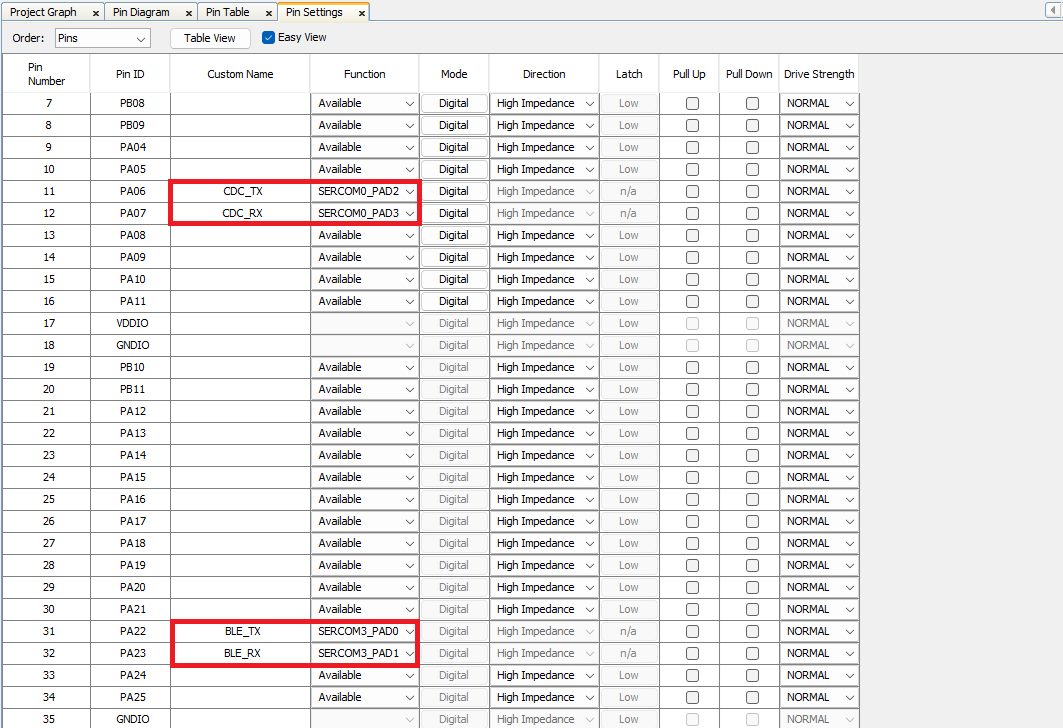 Project Graph x Pin Diagram x Pin Table x Pin Settings x
Order: Pins Table View Easy View
Pin Number Pin ID Custom Name Function Mode Direction Latch Pull Up Pull Down Drive Strength
7 PB08 Available Digital High Impedance Low NORMAL
8 PB09 Available Digital High Impedance Low NORMAL
9 PA04 Available Digital High Impedance Low NORMAL
10 PA05 Available Digital High Impedance Low NORMAL
11 PA06 CDC_TX SERCOM0_PAD2 Digital High Impedance n/a NORMAL
12 PA07 CDC_RX SERCOM0_PAD3 Digital High Impedance n/a NORMAL
13 PA08 Available Digital High Impedance Low NORMAL
14 PA09 Available Digital High Impedance Low NORMAL
15 PA10 Available Digital High Impedance Low NORMAL
16 PA11 Available Digital High Impedance Low NORMAL
17 VDDIO Digital High Impedance Low NORMAL
18 GNDIO Digital High Impedance Low NORMAL
19 PB10 Available Digital High Impedance Low NORMAL
20 PB11 Available Digital High Impedance Low NORMAL
21 PA12 Available Digital High Impedance Low NORMAL
22 PA13 Available Digital High Impedance Low NORMAL
23 PA14 Available Digital High Impedance Low NORMAL
24 PA15 Available Digital High Impedance Low NORMAL
25 PA16 Available Digital High Impedance Low NORMAL
26 PA17 Available Digital High Impedance Low NORMAL
27 PA18 Available Digital High Impedance Low NORMAL
28 PA19 Available Digital High Impedance Low NORMAL
29 PA20 Available Digital High Impedance Low NORMAL
30 PA21 Available Digital High Impedance Low NORMAL
31 PA22 BLE_TX SERCOM3_PAD0 Digital High Impedance n/a NORMAL
32 PA23 BLE_RX SERCOM3_PAD1 Digital High Impedance n/a NORMAL
33 PA24 Available Digital High Impedance Low NORMAL
34 PA25 Available Digital High Impedance Low NORMAL
35 GNDIO Digital High Impedance Low NORMAL